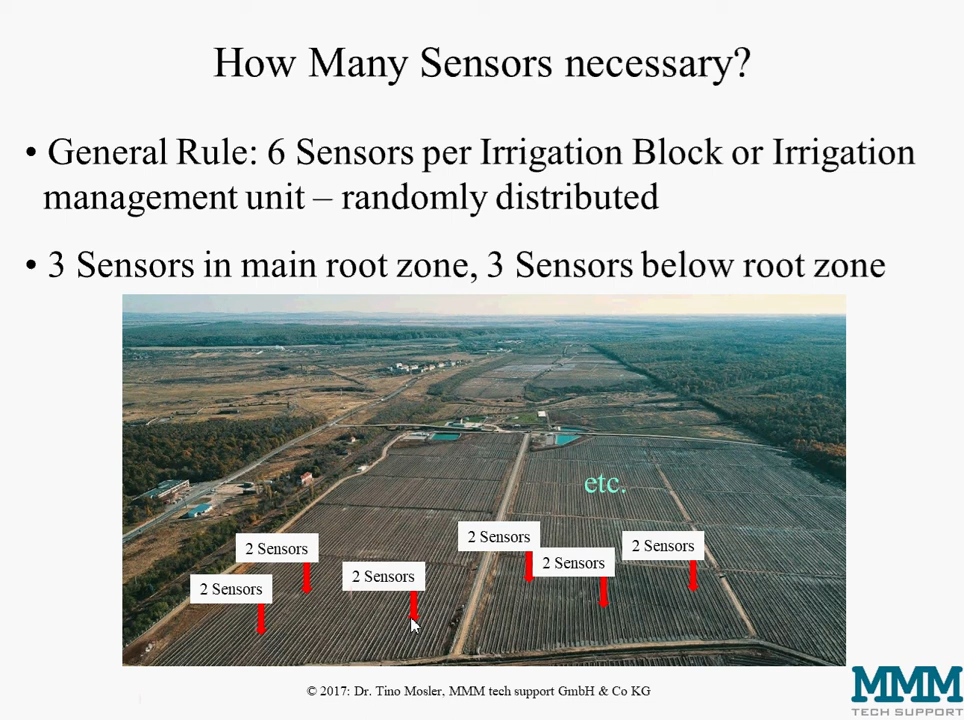 How Many Sensors necessary?
• General Rule: 6 Sensors per Irrigation Block or Irrigation
management unit – randomly distributed
• 3 Sensors in main root zone, 3 Sensors below root zone
etc.
2 Sensors
2 Sensors
2 Sensors
2 Sensors
2 Sensors
2 Sensors
© 2017: Dr. Tino Mosler, MMM tech support GmbH & Co KG
MMM
TECH SUPPORT